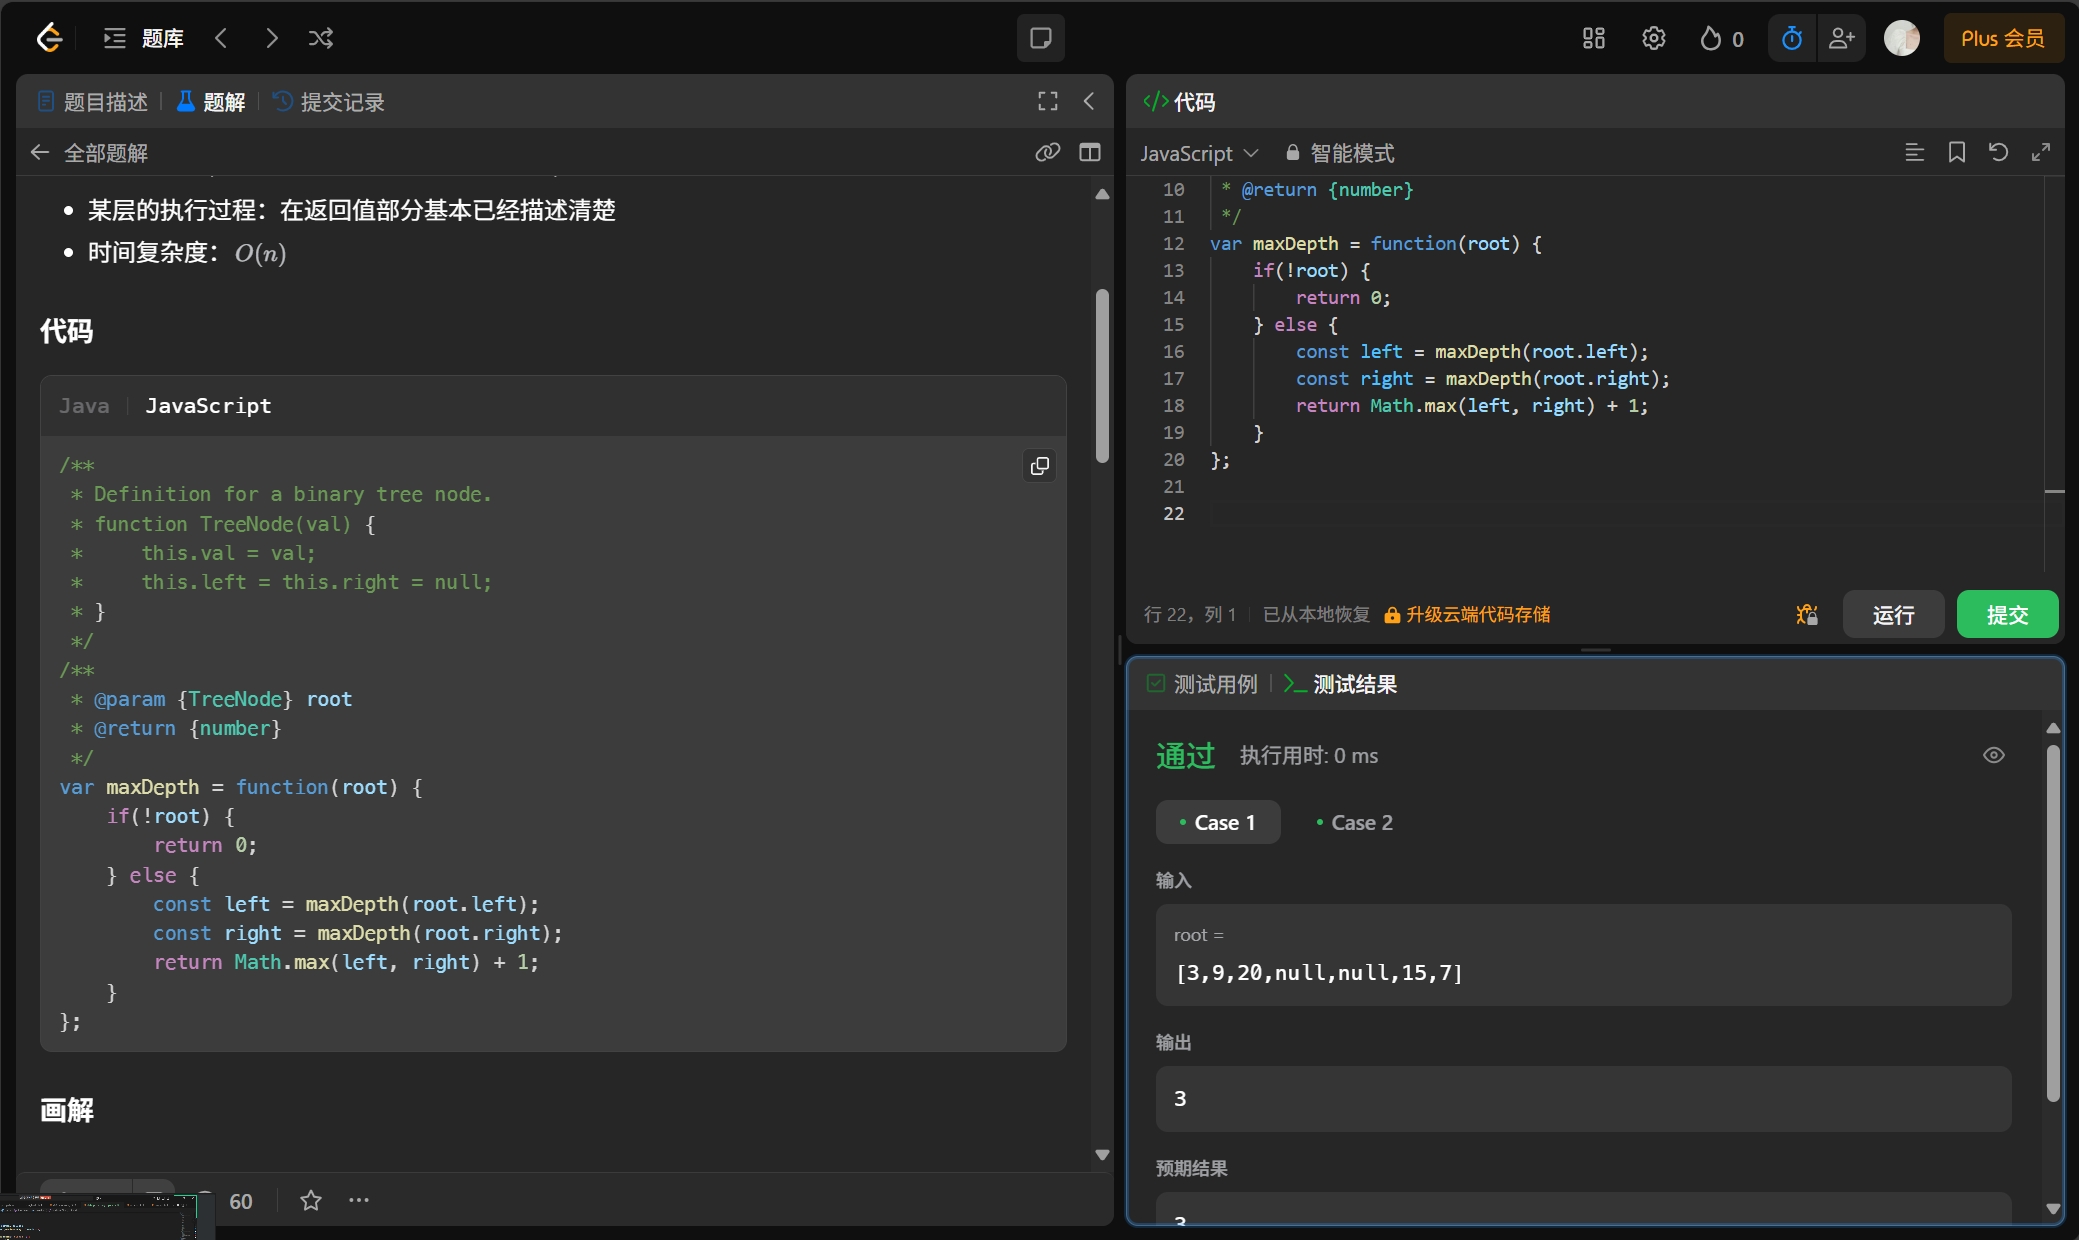 题库
0
Plus 会员
题目描述
题解
提交记录
全部题解
某层的执行过程：在返回值部分基本已经描述清楚
时间复杂度：O(n)
代码
Java
JavaScript
/**
 * Definition for a binary tree node.
 * function TreeNode(val) {
 *     this.val = val;
 *     this.left = this.right = null;
 * }
 */
/**
 * @param {TreeNode} root
 * @return {number}
 */
var maxDepth = function(root) {
    if(!root) {
        return 0;
    } else {
        const left = maxDepth(root.left);
        const right = maxDepth(root.right);
        return Math.max(left, right) + 1;
    }
};
画解
60
代码
JavaScript
智能模式
10 * @return {number}
11 */
12 var maxDepth = function(root) {
13     if(!root) {
14         return 0;
15     } else {
16         const left = maxDepth(root.left);
17         const right = maxDepth(root.right);
18         return Math.max(left, right) + 1;
19     }
20 };
21
22
行 22，列 1
已从本地恢复
升级云端代码存储
运行
提交
测试用例
测试结果
通过
执行用时: 0 ms
Case 1
Case 2
输入
root =
[3,9,20,null,null,15,7]
输出
3
预期结果
3